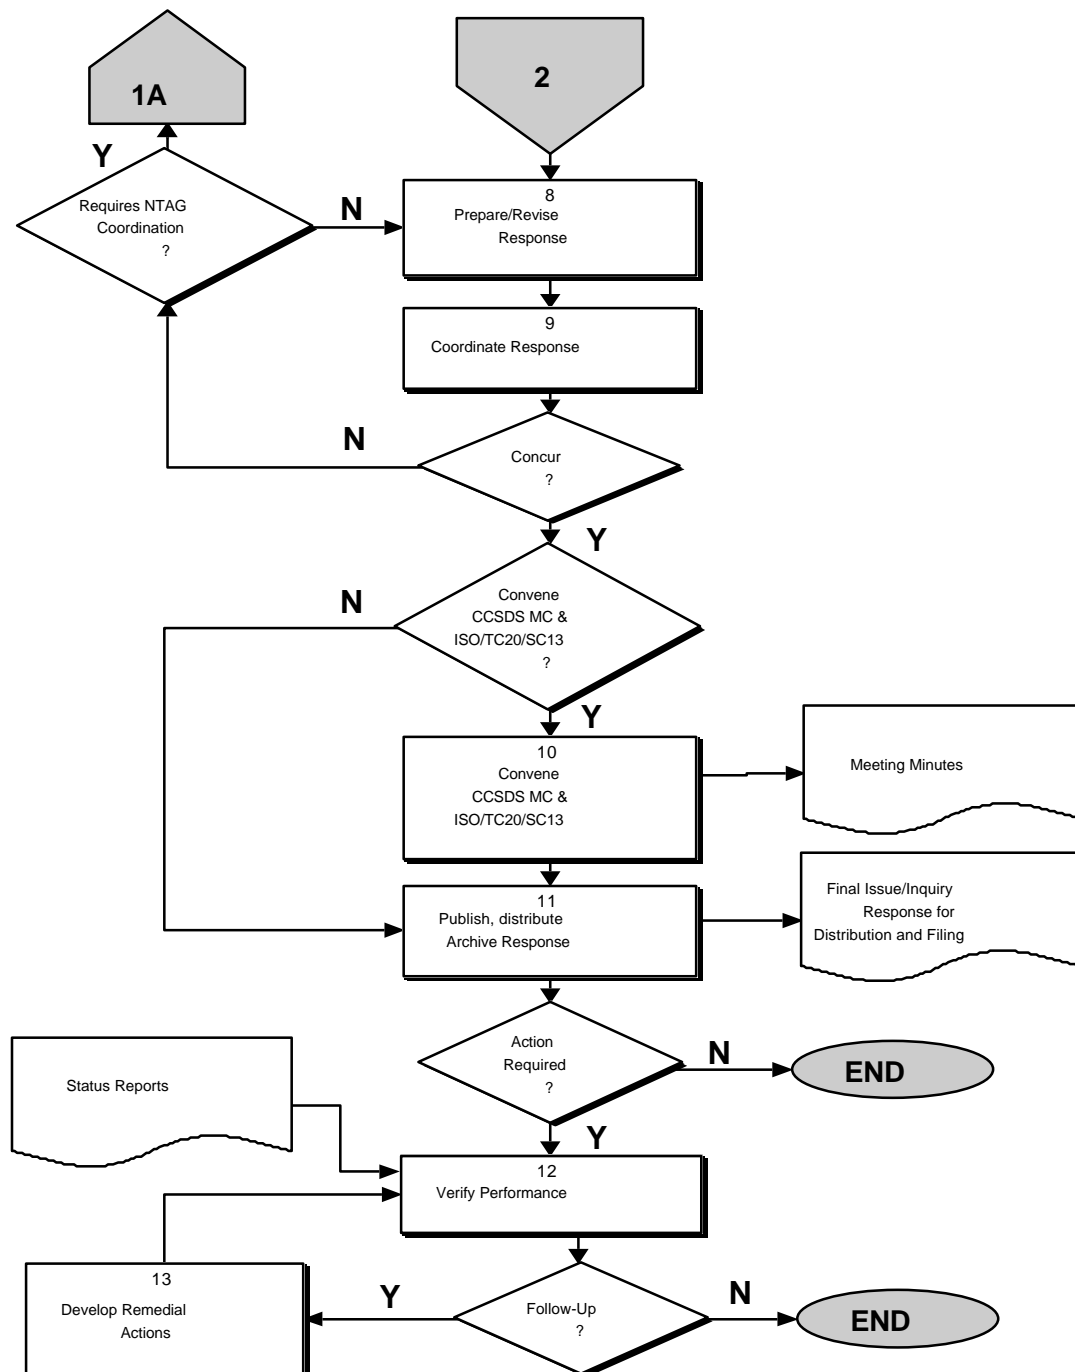 1A
2
Y
Requires NTAG
Coordination
?
N
8
Prepare/Revise
Response
9
Coordinate Response
N
Concur
?
Y
N
Convene
CCSDS MC &
ISO/TC20/SC13
?
Y
10
Convene
CCSDS MC &
ISO/TC20/SC13
Meeting Minutes
11
Publish, distribute
Archive Response
Final Issue/Inquiry
Response for
Distribution and Filing
Action
Required
?
N
END
Status Reports
Y
12
Verify Performance
13
Develop Remedial
Actions
Y
Follow-Up
?
N
END